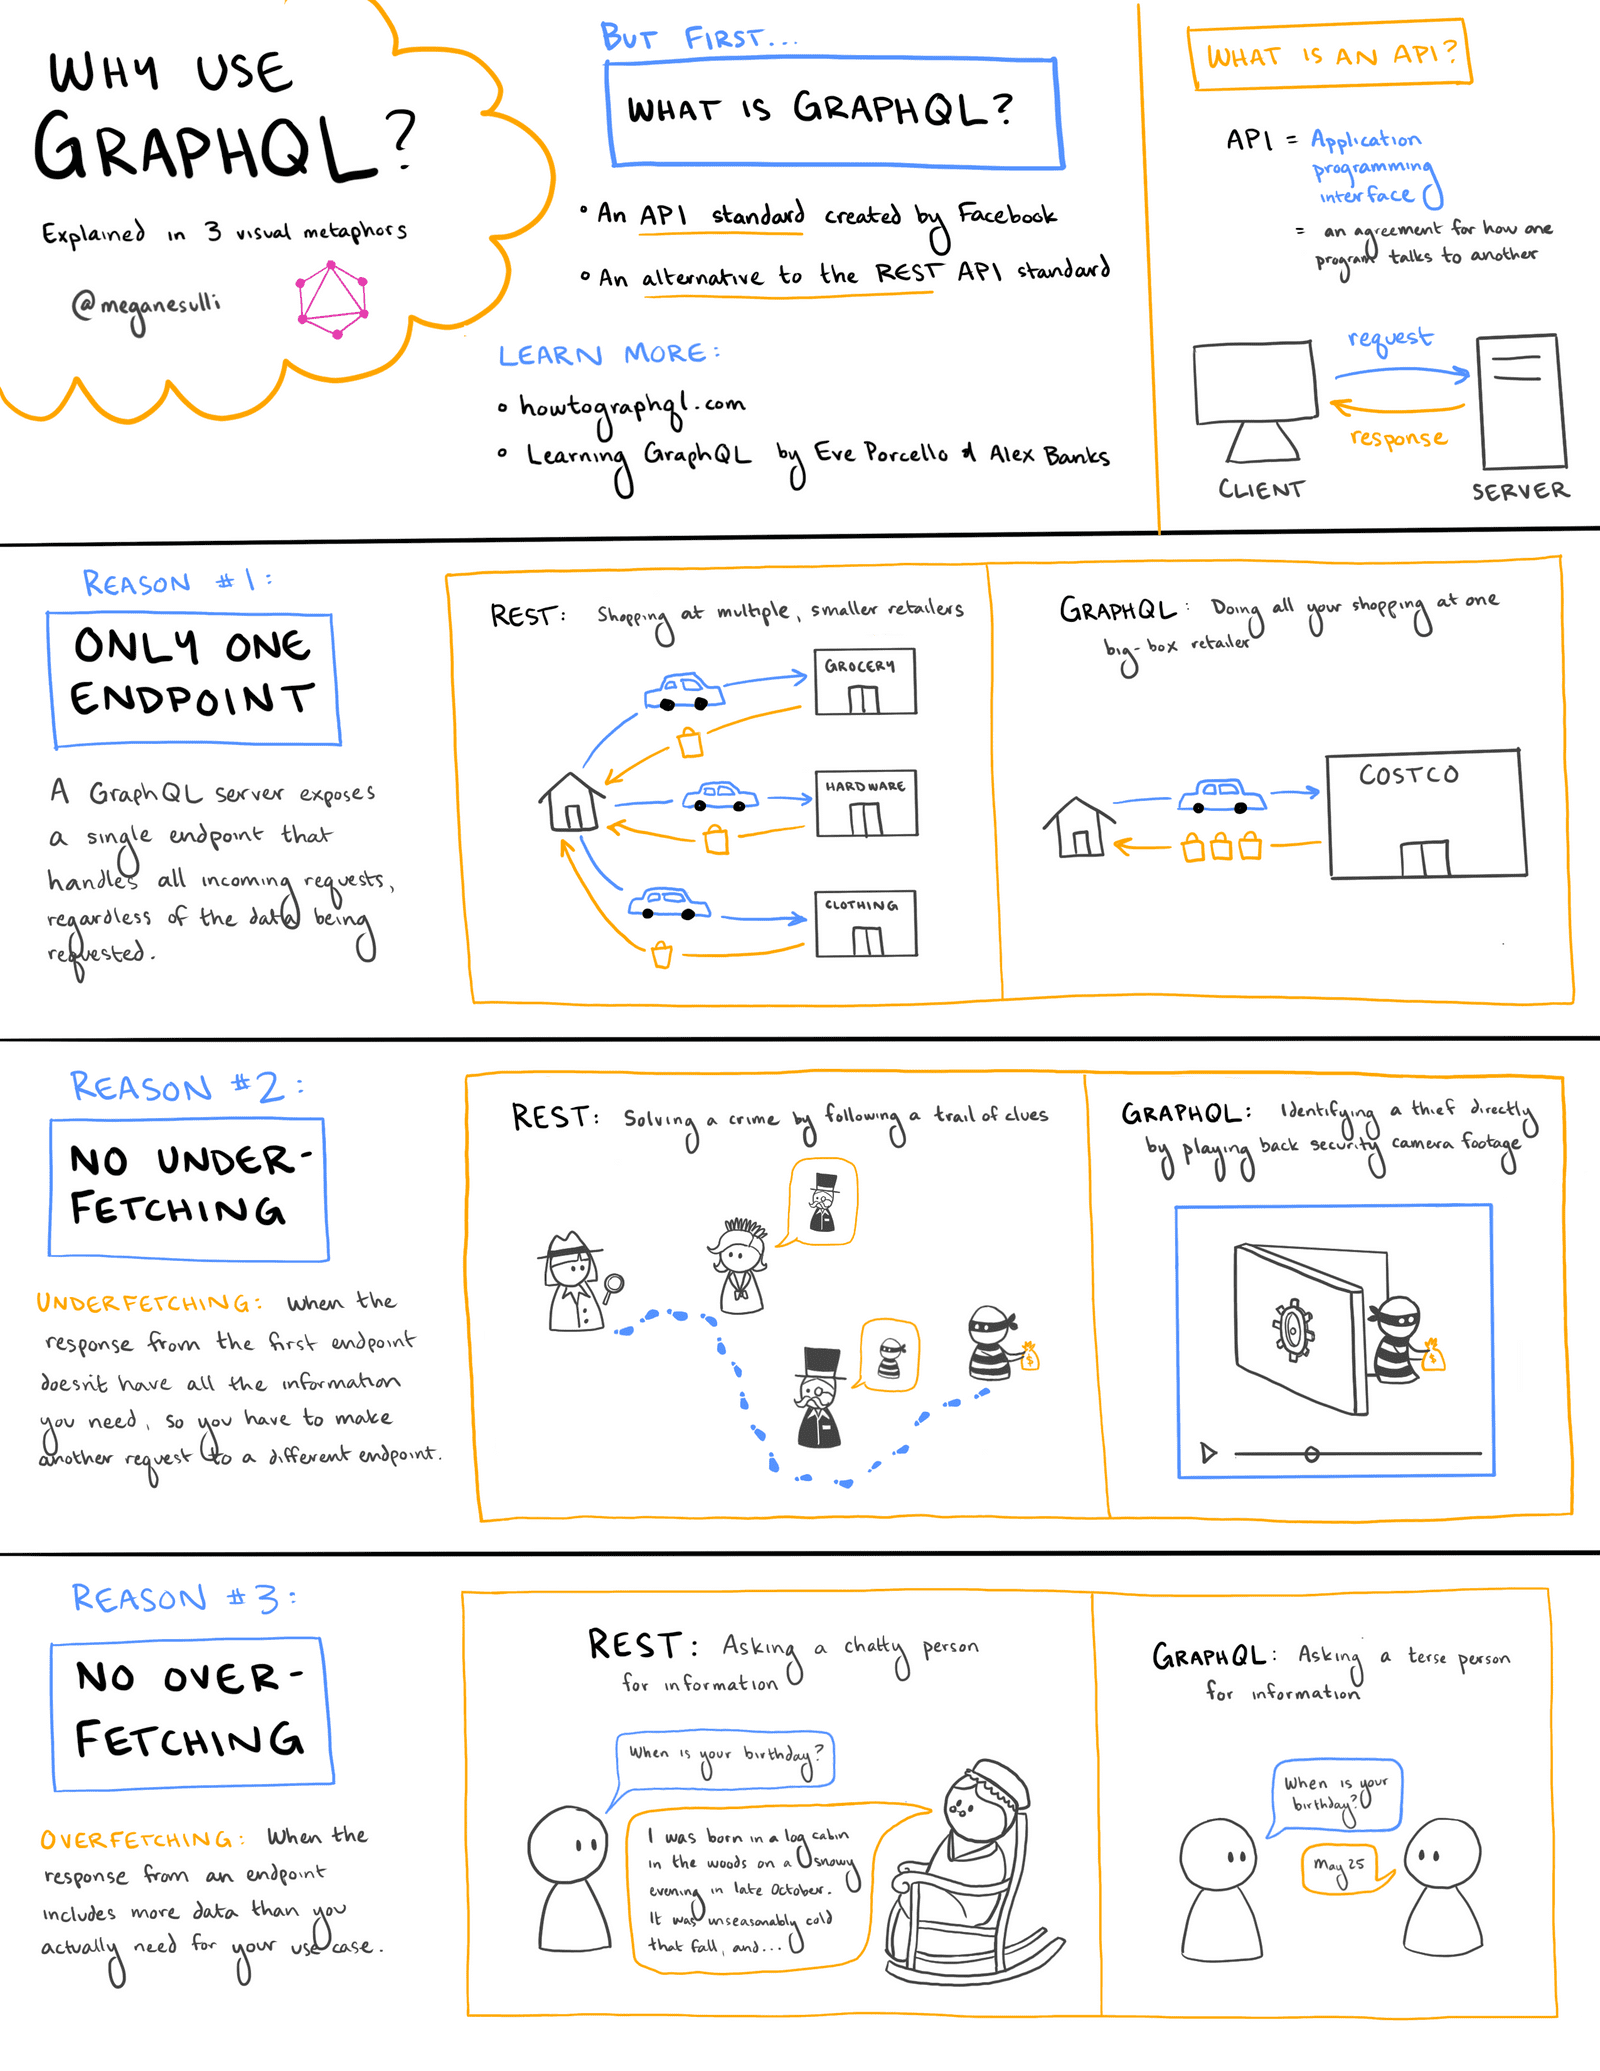 WHY USE
GRAPHQL?
Explained in 3 visual metaphors
@meganesulli
BUT FIRST...
WHAT IS GRAPHQL?
• An API standard created by Facebook
• An alternative to the REST API standard
LEARN MORE:
• howtographql.com
• Learning GraphQL by Eve Porcello & Alex Banks
WHAT IS AN API?
API = Application
programming
interface
= an agreement for how one
program talks to another
request
response
CLIENT
SERVER
REASON #1:
ONLY ONE
ENDPOINT
A GraphQL server exposes
a single endpoint that
handles all incoming requests,
regardless of the data being
requested.
REST: Shopping at multiple, smaller retailers
GROCERY
HARDWARE
CLOTHING
GRAPHQL: Doing all your shopping at one
big-box retailer
COSTCO
REASON #2:
NO UNDER-
FETCHING
UNDERFETCHING: When the
response from the first endpoint
doesn't have all the information
you need, so you have to make
another request to a different endpoint.
REST: Solving a crime by following a trail of clues
$
GRAPHQL: Identifying a thief directly
by playing back security camera footage
$
REASON #3:
NO OVER-
FETCHING
OVERFETCHING: When the
response from an endpoint
includes more data than you
actually need for your use case.
REST: Asking a chatty person
for information
When is your birthday?
I was born in a log cabin
in the woods on a snowy
evening in late October.
It was unseasonably cold
that fall, and...
GRAPHQL: Asking a terse person
for information
When is your
birthday?
May 25